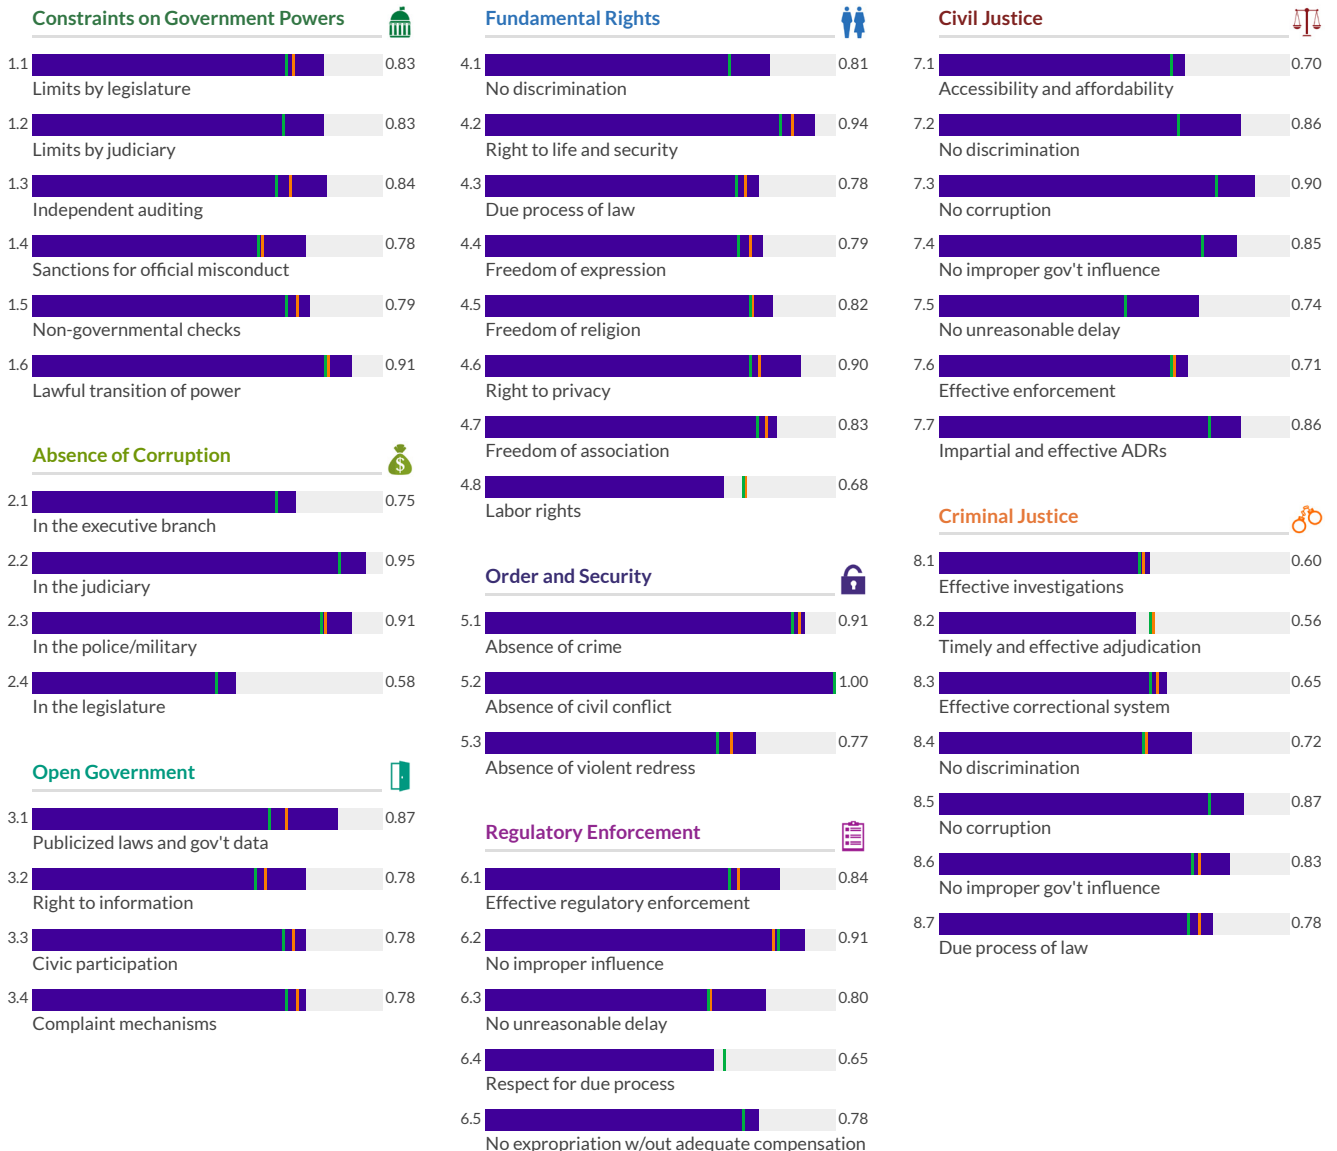 Constraints on Government Powers
1.1 0.83
Limits by legislature
1.2 0.83
Limits by judiciary
1.3 0.84
Independent auditing
1.4 0.78
Sanctions for official misconduct
1.5 0.79
Non-governmental checks
1.6 0.91
Lawful transition of power
Absence of Corruption
$
2.1 0.75
In the executive branch
2.2 0.95
In the judiciary
2.3 0.91
In the police/military
2.4 0.58
In the legislature
Open Government
3.1 0.87
Publicized laws and gov't data
3.2 0.78
Right to information
3.3 0.78
Civic participation
3.4 0.78
Complaint mechanisms
Fundamental Rights
4.1 0.81
No discrimination
4.2 0.94
Right to life and security
4.3 0.78
Due process of law
4.4 0.79
Freedom of expression
4.5 0.82
Freedom of religion
4.6 0.90
Right to privacy
4.7 0.83
Freedom of association
4.8 0.68
Labor rights
Order and Security
5.1 0.91
Absence of crime
5.2 1.00
Absence of civil conflict
5.3 0.77
Absence of violent redress
Regulatory Enforcement
6.1 0.84
Effective regulatory enforcement
6.2 0.91
No improper influence
6.3 0.80
No unreasonable delay
6.4 0.65
Respect for due process
6.5 0.78
No expropriation w/out adequate compensation
Civil Justice
7.1 0.70
Accessibility and affordability
7.2 0.86
No discrimination
7.3 0.90
No corruption
7.4 0.85
No improper gov't influence
7.5 0.74
No unreasonable delay
7.6 0.71
Effective enforcement
7.7 0.86
Impartial and effective ADRs
Criminal Justice
8.1 0.60
Effective investigations
8.2 0.56
Timely and effective adjudication
8.3 0.65
Effective correctional system
8.4 0.72
No discrimination
8.5 0.87
No corruption
8.6 0.83
No improper gov't influence
8.7 0.78
Due process of law